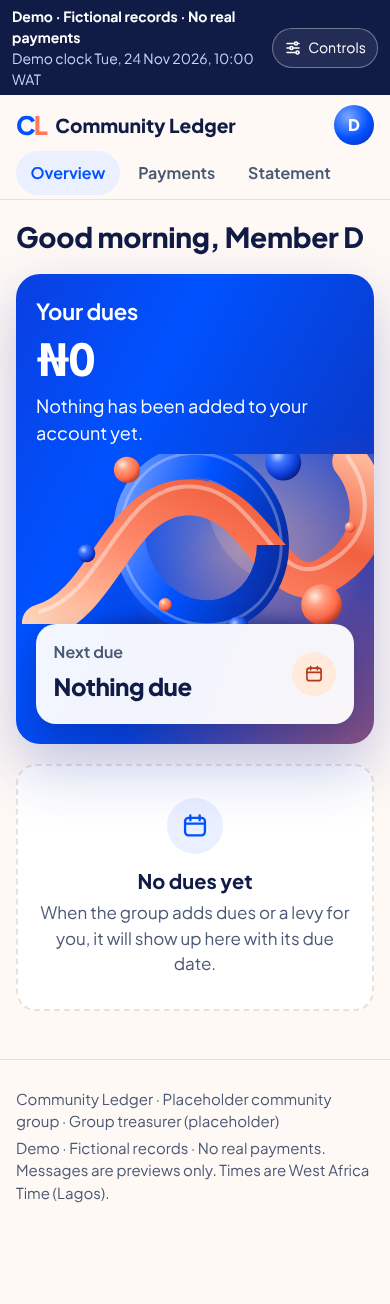 Demo · Fictional records · No real
payments
Demo clock Tue, 24 Nov 2026, 10:00
WAT
Controls
CL Community Ledger
D
Overview Payments Statement
Good morning, Member D
Your dues
₦0
Nothing has been added to your
account yet.
Next due
Nothing due
No dues yet
When the group adds dues or a levy for
you, it will show up here with its due
date.
Community Ledger · Placeholder community
group · Group treasurer (placeholder)
Demo · Fictional records · No real payments.
Messages are previews only. Times are West Africa
Time (Lagos).